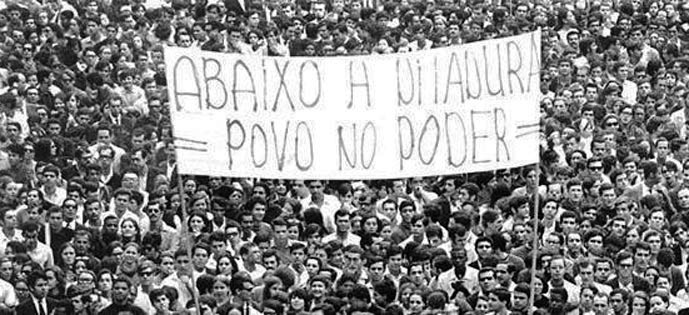 ABAIXO A DITADURA
= POVO NO PODER =